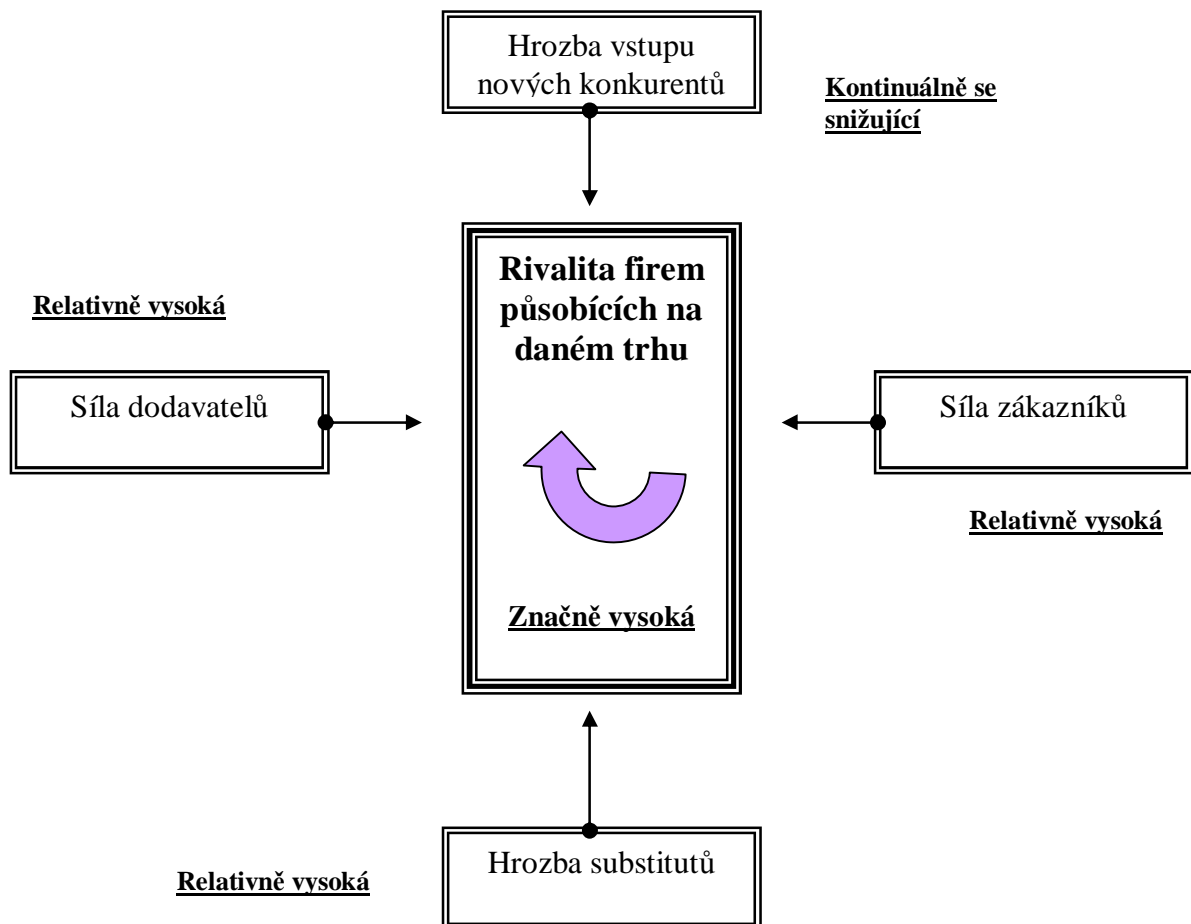 Hrozba vstupu
nových konkurentů
Kontinuálně se
snižující
Rivalita firem
působících na
daném trhu
Relativně vysoká
Síla dodavatelů
Síla zákazníků
Relativně vysoká
Značně vysoká
Hrozba substitutů
Relativně vysoká